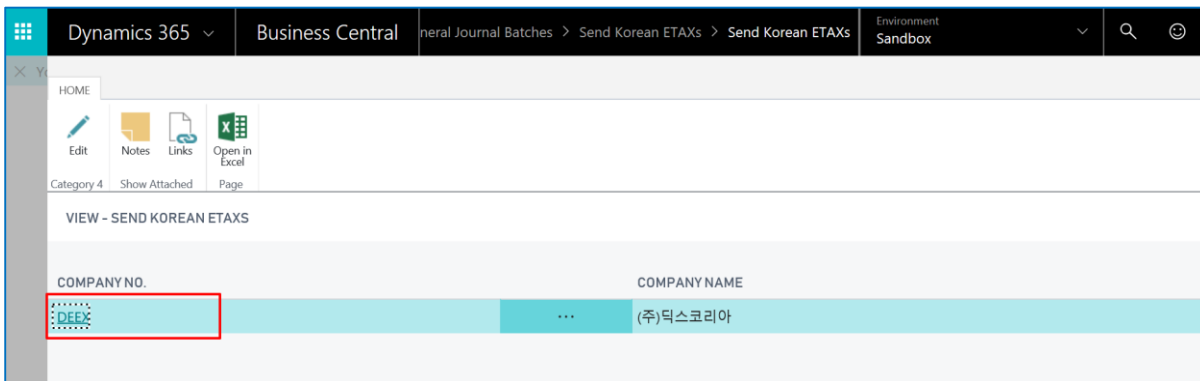 Dynamics 365
Business Central
neral Journal Batches > Send Korean ETAXs > Send Korean ETAXs
Environment
Sandbox
HOME
Edit
Notes
Links
Open in
Excel
Category 4
Show Attached
Page
VIEW - SEND KOREAN ETAXS
COMPANY NO.
COMPANY NAME
DEEX
...
(주)딕스코리아